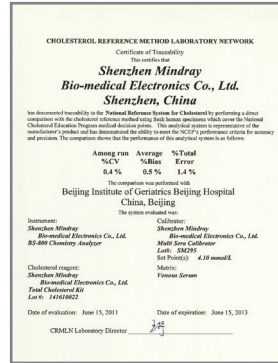 CHOLESTEROL REFERENCE METHOD LABORATORY NETWORK
Certificate of Traceability
This certifies that
Shenzhen Mindray
Bio-medical Electronics Co., Ltd.
Shenzhen, China
has documented traceability to the National Reference System for Cholesterol by performing a direct
comparison with the cholesterol reference method using fresh human specimens which cover the National
Cholesterol Education Program medical decision points. This analytical system is representative of the
manufacturer's product and has demonstrated the ability to meet the NCEP's performance criteria for accuracy
and precision. The comparison shows that the performance of this analytical system is as follows:
Among run Average %Total
%CV %Bias Error
0.4 % 0.5 % 1.4 %
The comparison was performed with
Beijing Institute of Geriatrics Beijing Hospital
China, Beijing
The system evaluated was:
Instrument: Calibrator:
Shenzhen Mindray Shenzhen Mindray
Bio-medical Electronics Co., Ltd. Bio-medical Electronics Co., Ltd.
BS-800 Chemistry Analyzer Multi Sera Calibrator
Lot#: SM295
Set Point(s): 4.10 mmol/L
Cholesterol reagent: Matrix:
Shenzhen Mindray Venous Serum
Bio-medical Electronics Co., Ltd.
Total Cholesterol Kit
Lot #: 141610022
Date of evaluation: June 15, 2011 Date of expiration: June 15, 2013
CRMLN Laboratory Director